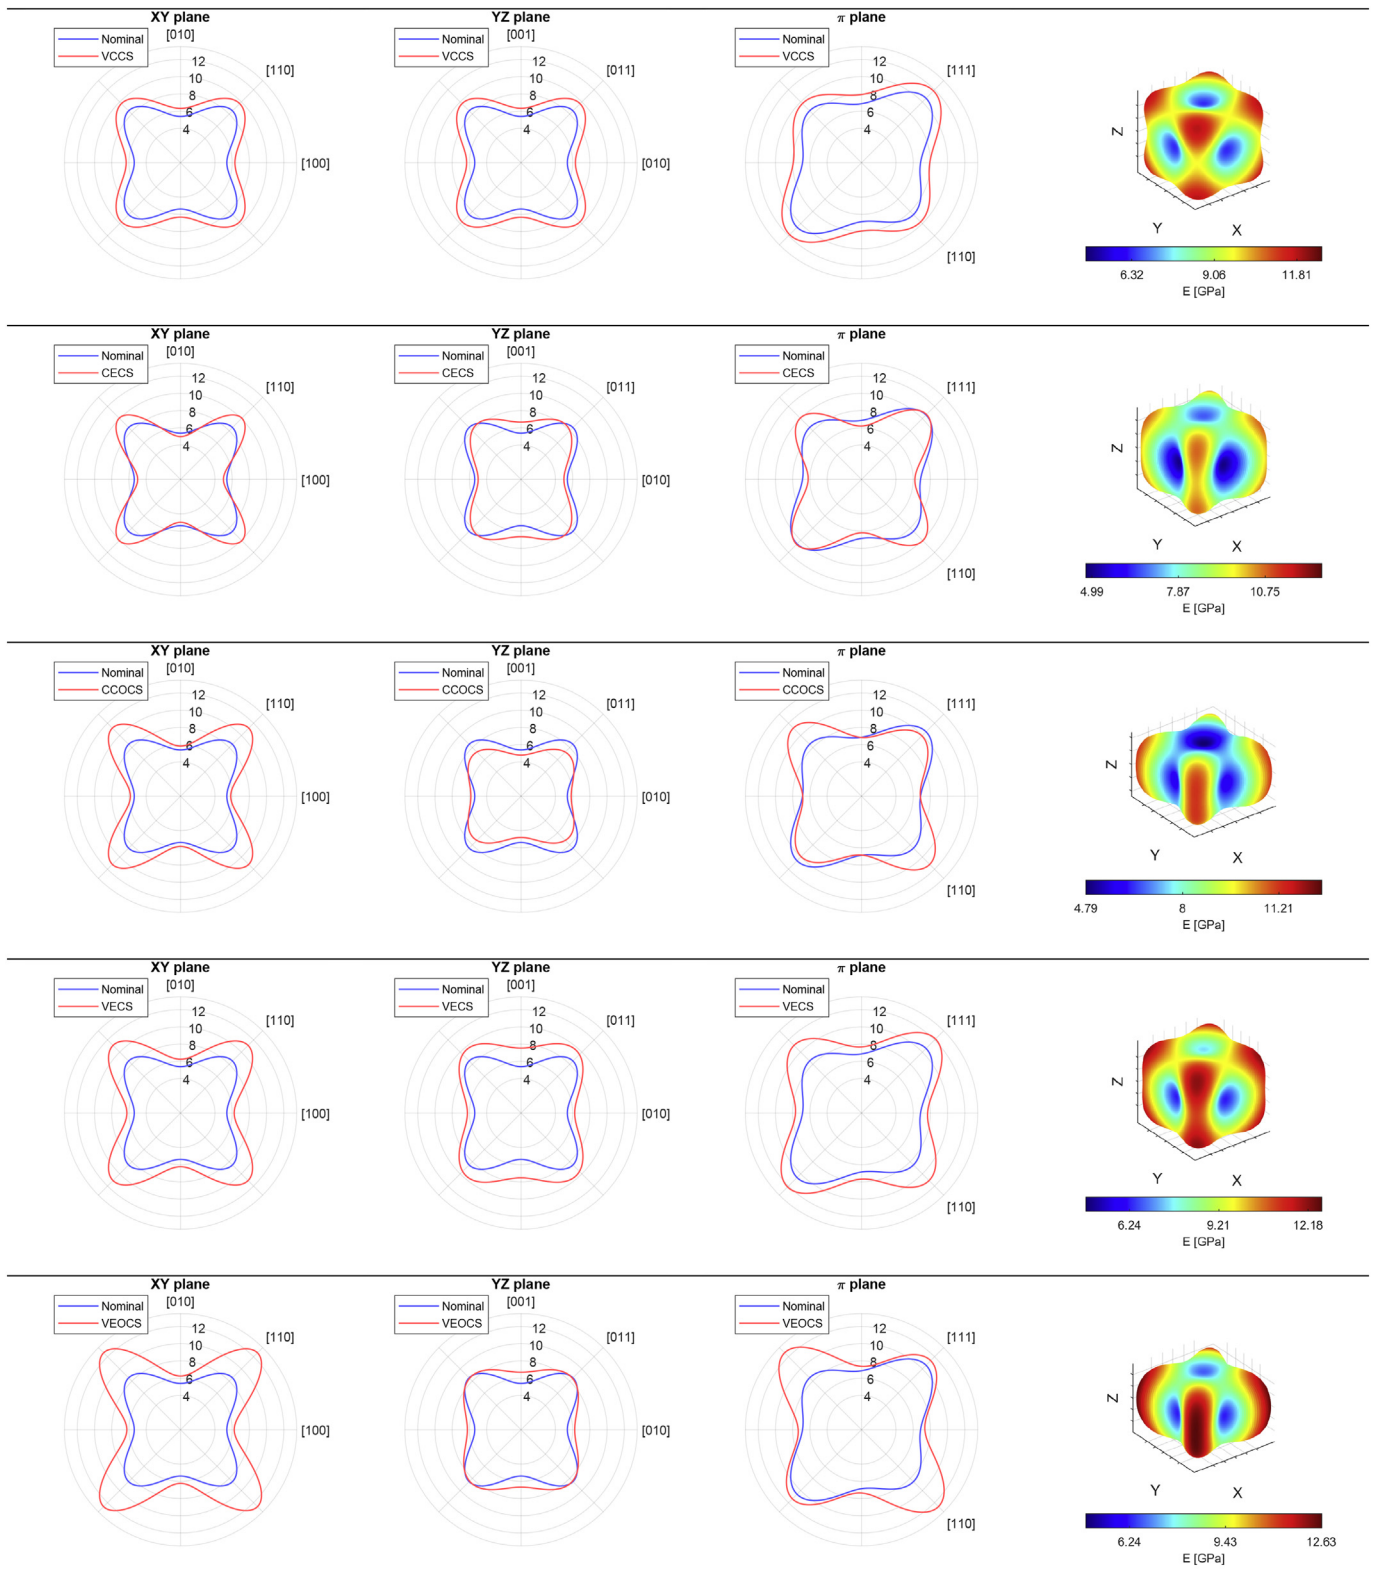 XY plane YZ plane π plane
[010] [001]
Nominal Nominal Nominal
VCCS VCCS VCCS
[110] [011] [111]
12 12 12
10 10 10
8 8 8
6 6 6
4 4 4
[100] [010]
[110]
Z
Y X
6.32 9.06 11.81
E [GPa]
XY plane YZ plane π plane
[010] [001]
Nominal Nominal Nominal
CECS CECS CECS
[110] [011] [111]
12 12 12
10 10 10
8 8 8
6 6 6
4 4 4
[100] [010]
[110]
Z
Y X
4.99 7.87 10.75
E [GPa]
XY plane YZ plane π plane
[010] [001]
Nominal Nominal Nominal
CCOCS CCOCS CCOCS
[110] [011] [111]
12 12 12
10 10 10
8 8 8
6 6 6
4 4 4
[100] [010]
[110]
Z
Y X
4.79 8 11.21
E [GPa]
XY plane YZ plane π plane
[010] [001]
Nominal Nominal Nominal
VECS VECS VECS
[110] [011] [111]
12 12 12
10 10 10
8 8 8
6 6 6
4 4 4
[100] [010]
[110]
Z
Y X
6.24 9.21 12.18
E [GPa]
XY plane YZ plane π plane
[010] [001]
Nominal Nominal Nominal
VEOCS VEOCS VEOCS
[110] [011] [111]
12 12 12
10 10 10
8 8 8
6 6 6
4 4 4
[100] [010]
[110]
Z
Y X
6.24 9.43 12.63
E [GPa]